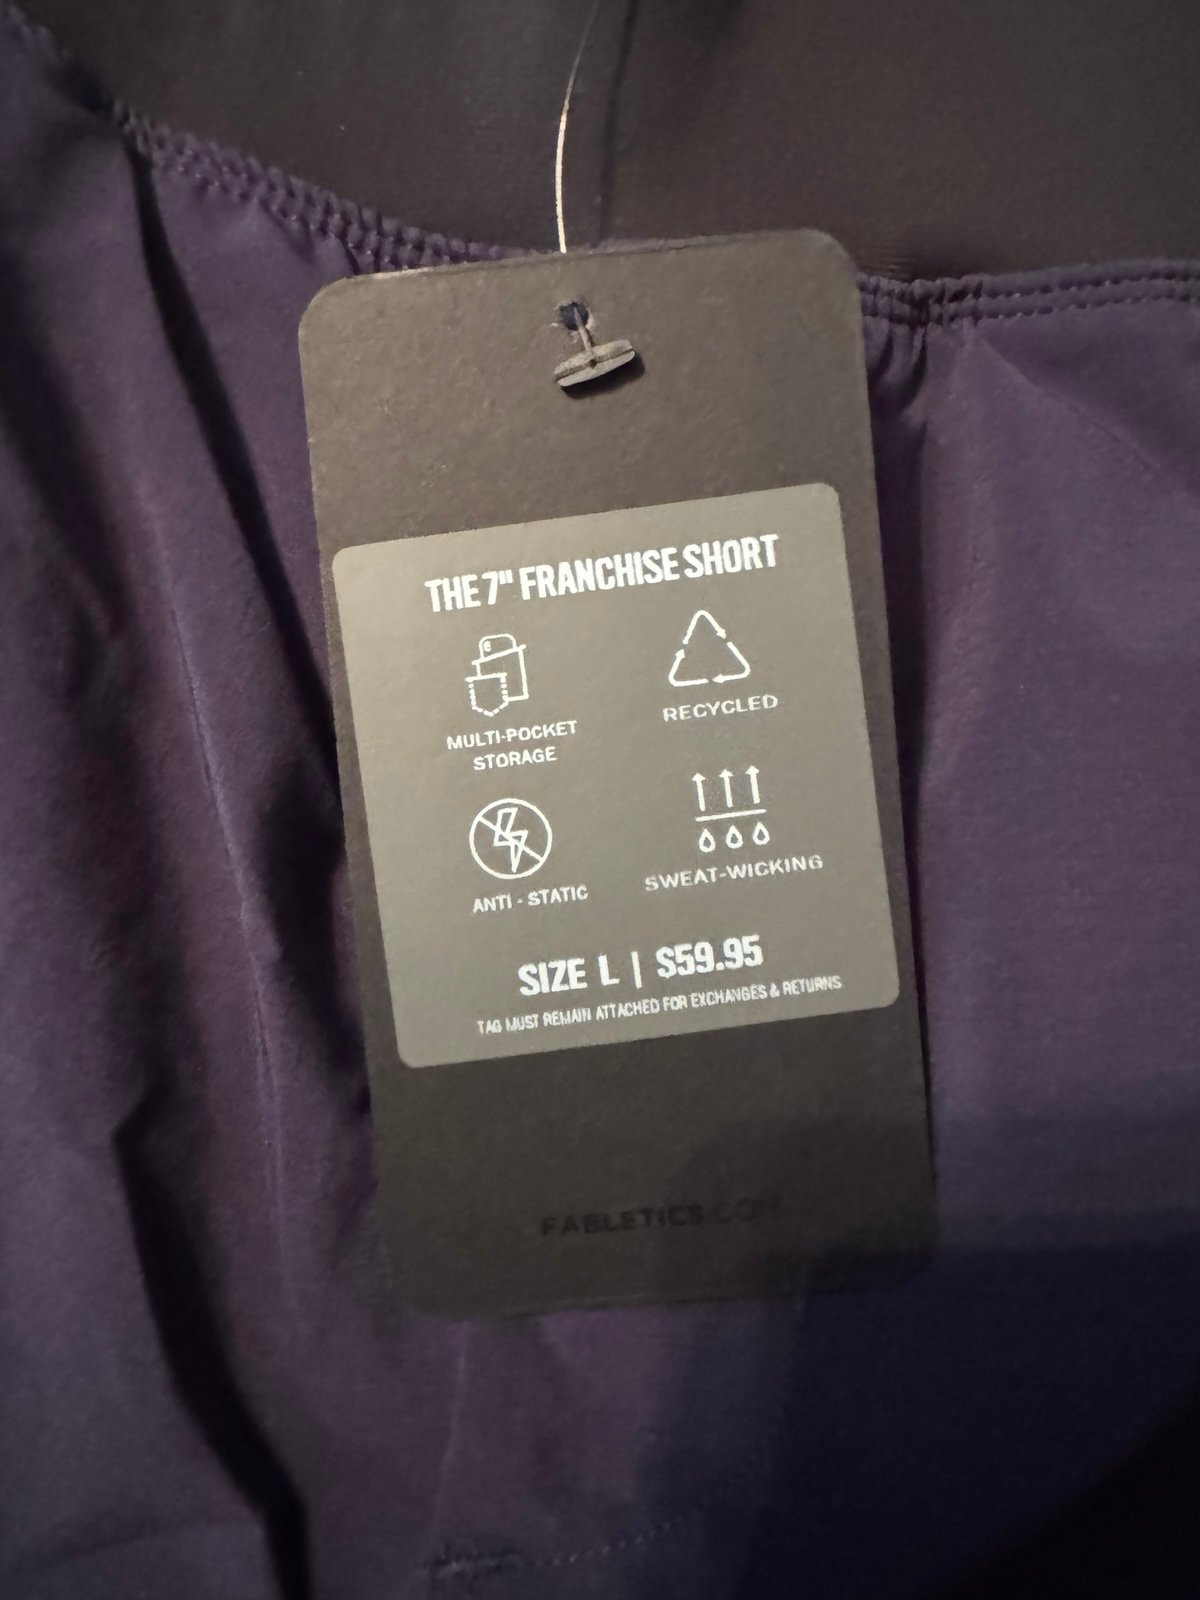 THE 7" FRANCHISE SHORT
MULTI-POCKET
STORAGE
RECYCLED
ANTI-STATIC
SWEAT-WICKING
SIZE L | $59.95
TAG MUST REMAIN ATTACHED FOR EXCHANGES & RETURNS
FABLETICS.COM